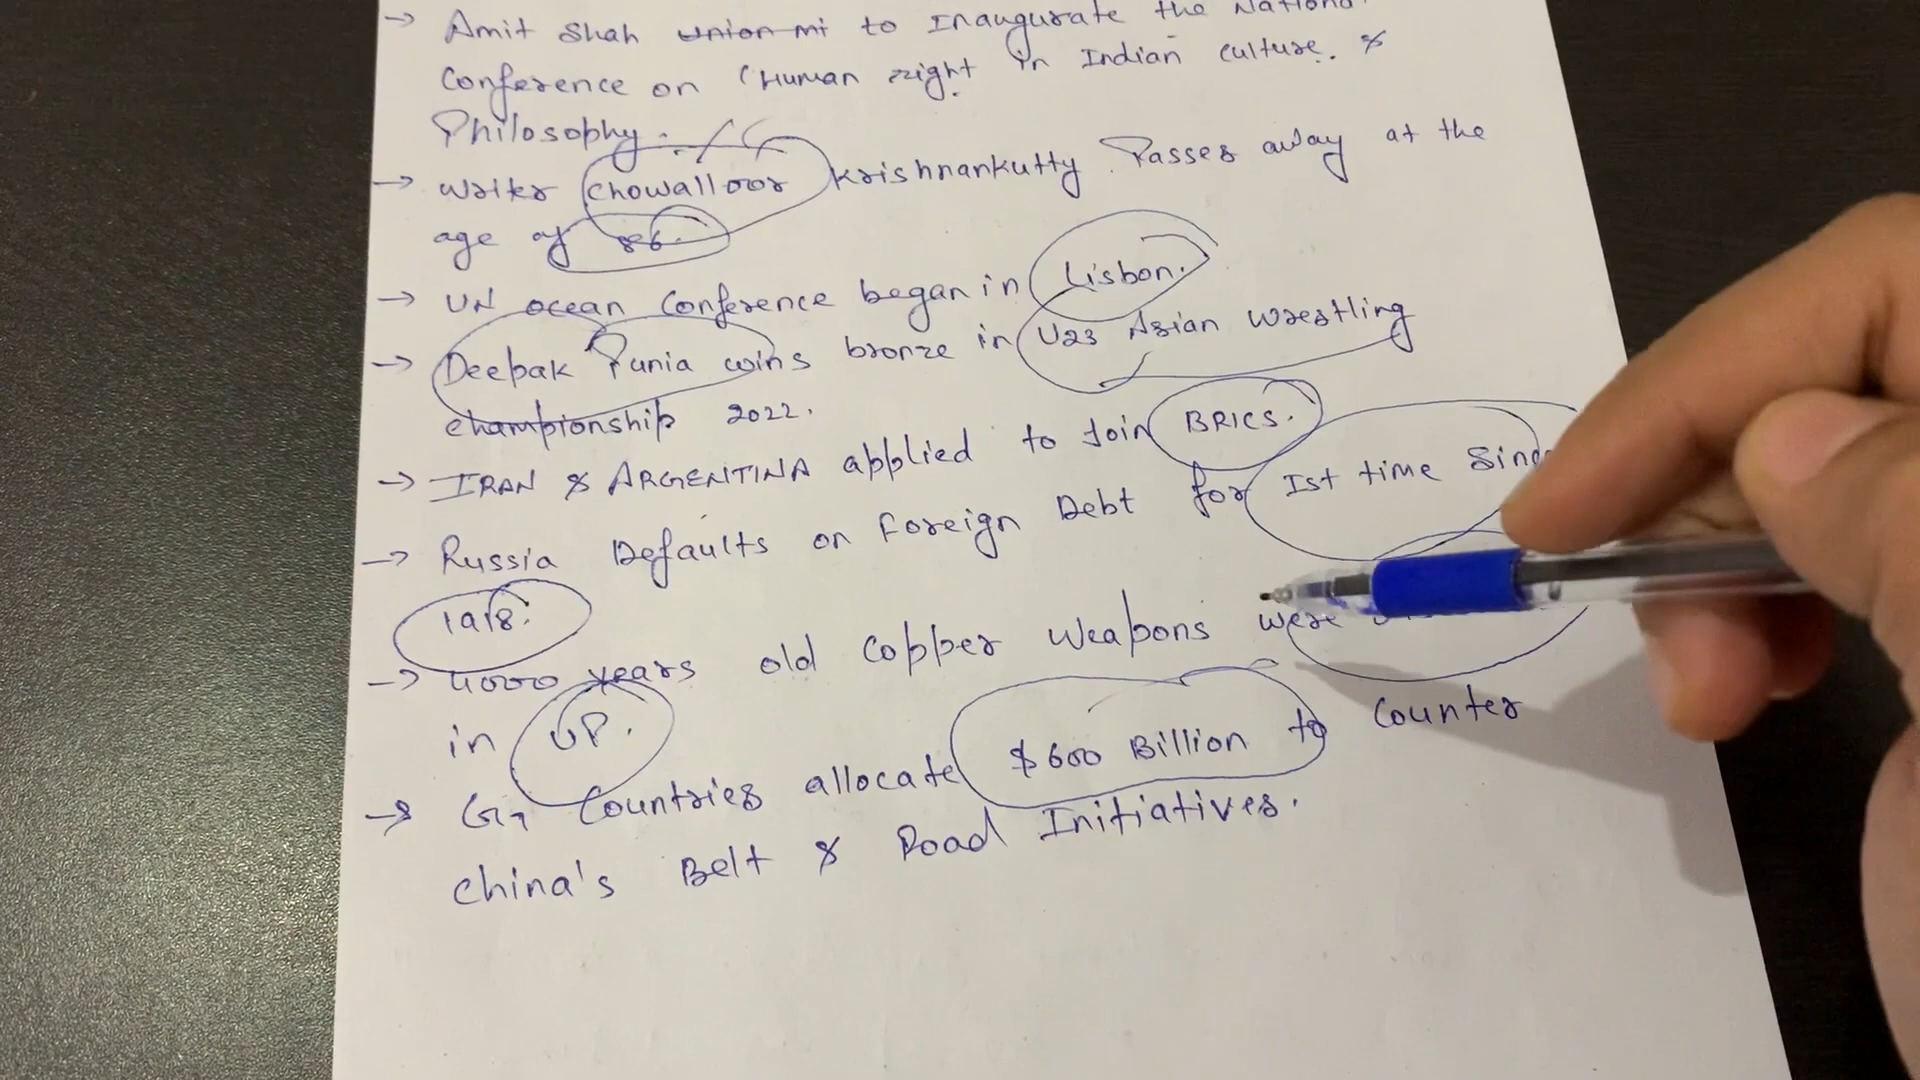 → Amit Shah Union mi to Inaugurate the National
Conference on (Human right in Indian culture. &
Philosophy.
→ Writer Chowalloor Krishnankutty Passes away at the
age of 86.
→ UN Ocean Conference began in Lisbon.
→ Deepak Punia wins bronze in U23 Asian Wrestling
championship 2022.
→ IRAN & ARGENTINA applied to Join BRICS.
→ Russia Defaults on Foreign Debt for Ist time Since
1918.
→ 4000 years old Copper Weapons were
in UP.
→ G7 Countries allocate $600 Billion to Counter
China's Belt & Road Initiatives.